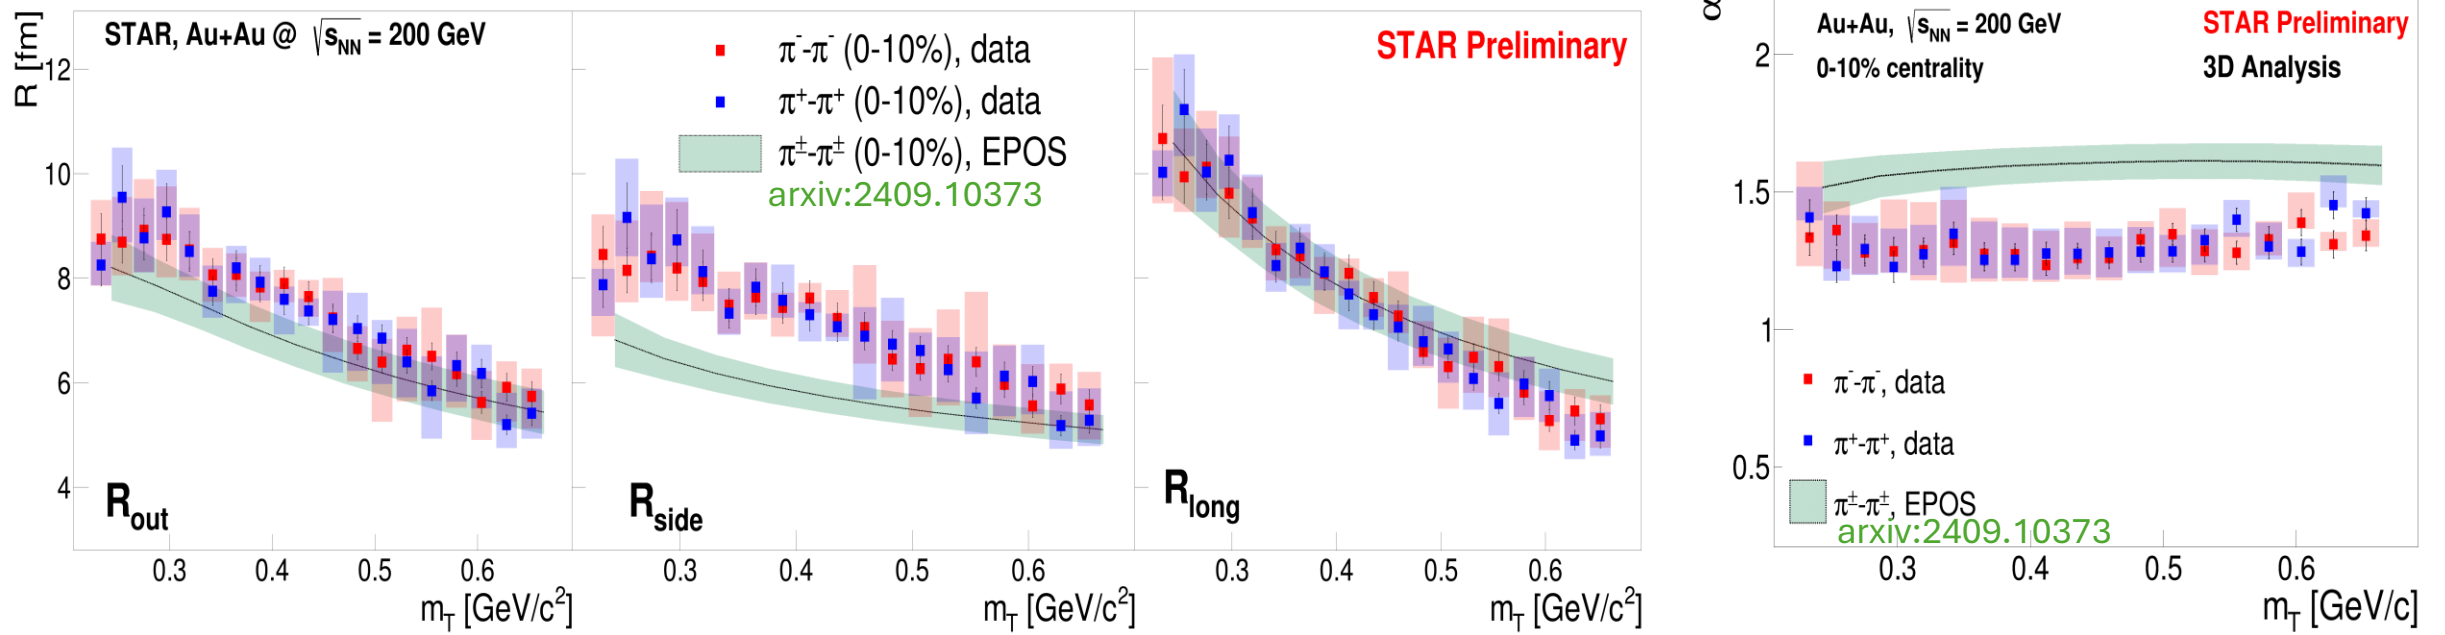 R [fm]
12
10
8
6
4
STAR, Au+Au @ √sNN = 200 GeV
Rout
0.3 0.4 0.5 0.6
mT [GeV/c²]
π⁻-π⁻ (0-10%), data
π⁺-π⁺ (0-10%), data
π±-π± (0-10%), EPOS
arxiv:2409.10373
Rside
0.3 0.4 0.5 0.6
mT [GeV/c²]
STAR Preliminary
Rlong
0.3 0.4 0.5 0.6
mT [GeV/c²]
α
2
1.5
1
0.5
Au+Au, √sNN = 200 GeV
0-10% centrality
STAR Preliminary
3D Analysis
π⁻-π⁻, data
π⁺-π⁺, data
π±-π±, EPOS
arxiv:2409.10373
0.3 0.4 0.5 0.6
mT [GeV/c]